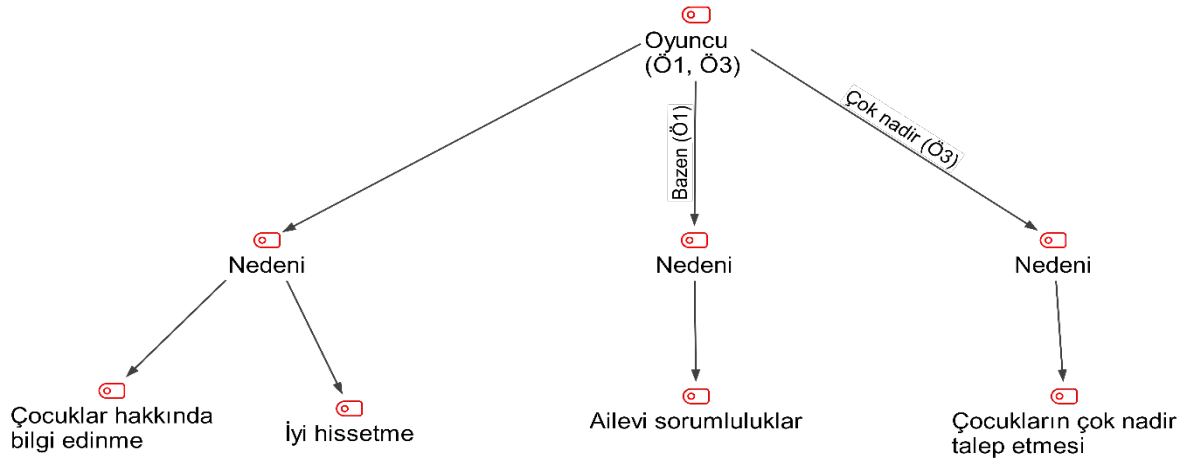 Oyuncu
(Ö1, Ö3)
Bazen (Ö1)
Çok nadir (Ö3)
Nedeni
Nedeni
Nedeni
Çocuklar hakkında
bilgi edinme
İyi hissetme
Ailevi sorumluluklar
Çocukların çok nadir
talep etmesi